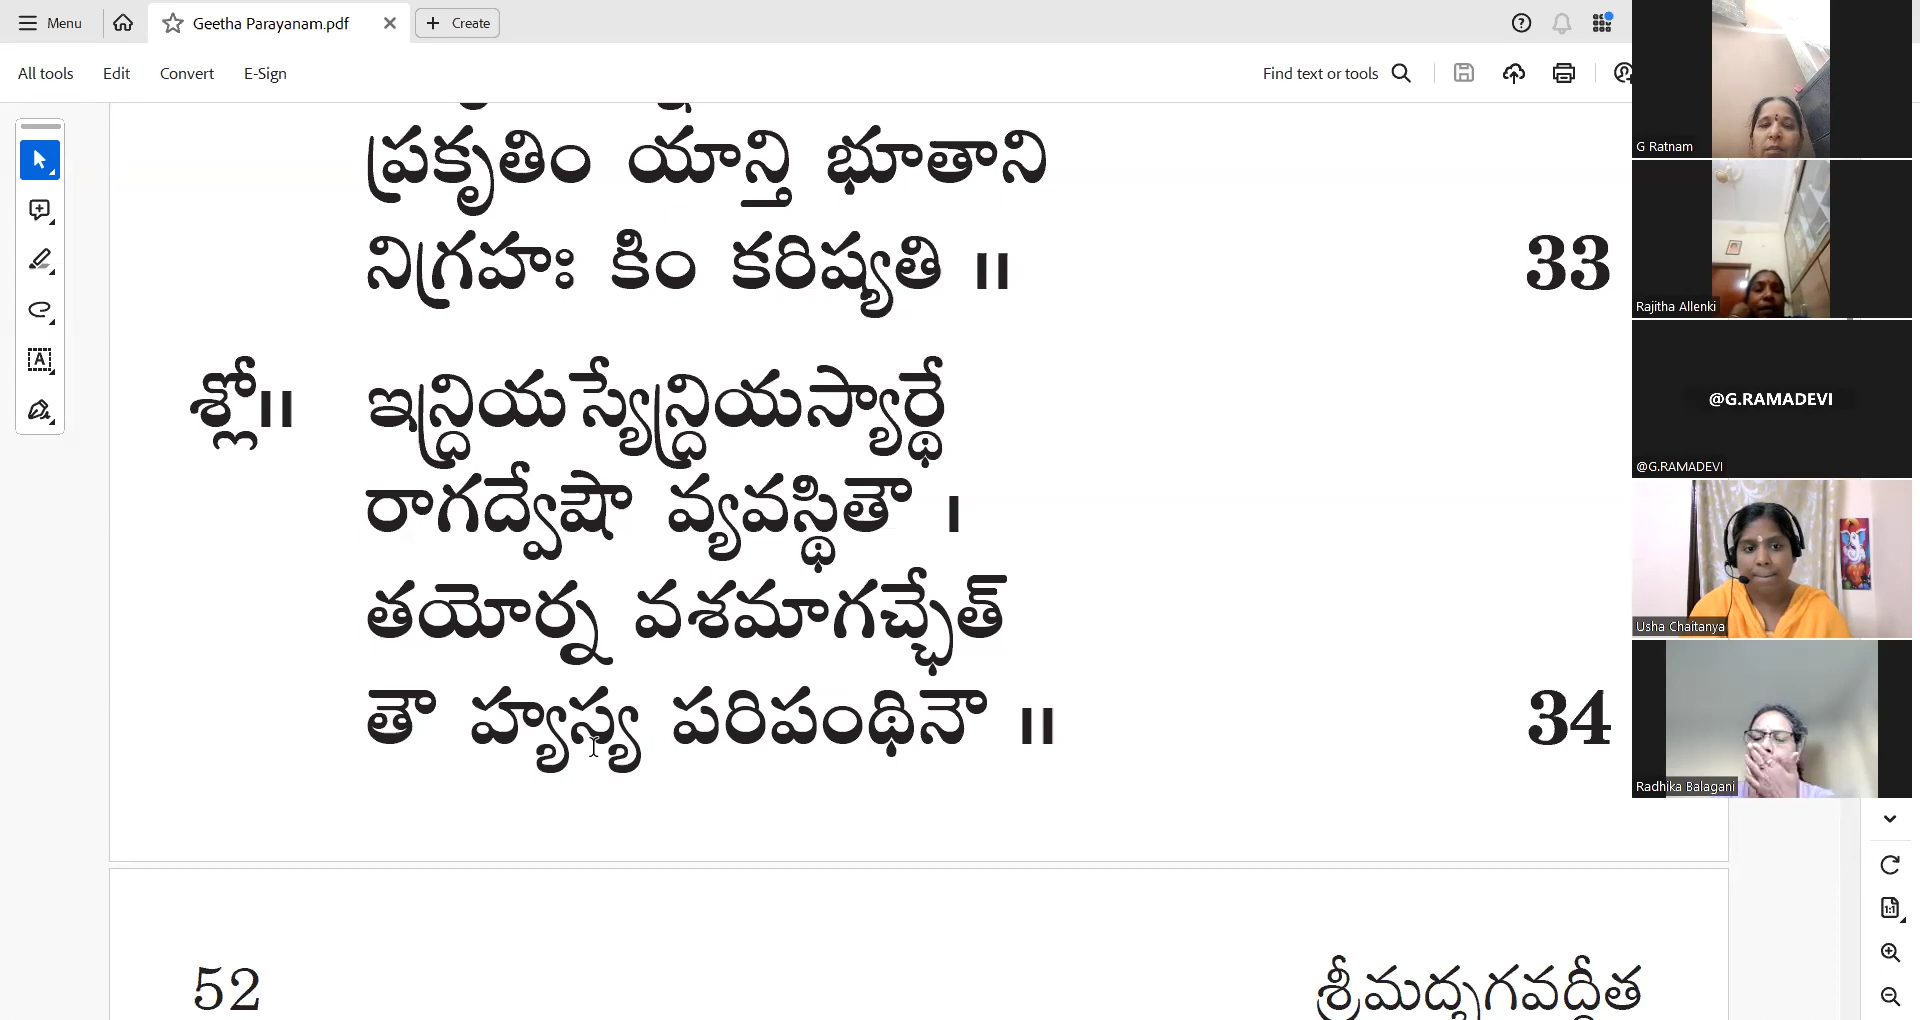 Menu
Geetha Parayanam.pdf
Create
All tools Edit Convert E-Sign
Find text or tools
ప్రకృతిం యాన్తి భూతాని
నిగ్రహః కిం కరిష్యతి ॥ 33
శ్లో॥ ఇన్ద్రియస్యేన్ద్రియస్యార్థే
రాగద్వేషౌ వ్యవస్థితౌ ।
తయోర్న వశమాగచ్ఛేత్
తౌ హ్యస్య పరిపంథినౌ ॥ 34
52 శ్రీమద్భగవద్గీత
G Ratnam
Rajitha Allenki
@G.RAMADEVI
@G.RAMADEVI
Usha Chaitanya
Radhika Balagani